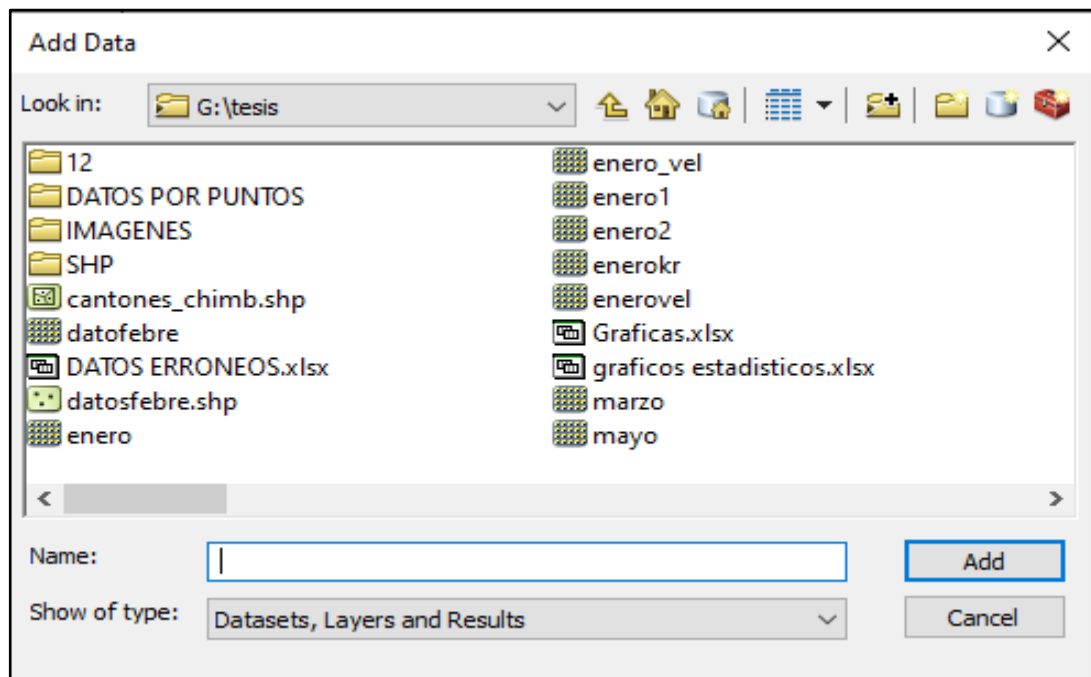 Add Data
Look in: G:\tesis
12
DATOS POR PUNTOS
IMAGENES
SHP
cantones_chimb.shp
datofebre
DATOS ERRONEOS.xlsx
datosfebre.shp
enero
enero_vel
enero1
enero2
enerokr
enerovel
Graficas.xlsx
graficos estadisticos.xlsx
marzo
mayo
Name:
Add
Show of type: Datasets, Layers and Results
Cancel